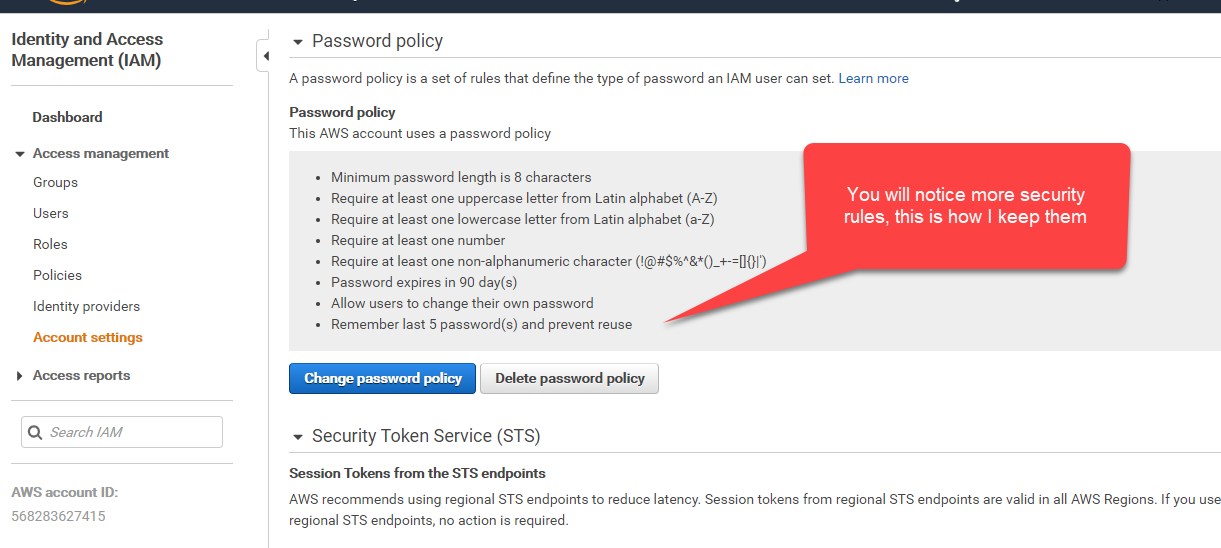 Identity and Access
Management (IAM)
Dashboard
Access management
Groups
Users
Roles
Policies
Identity providers
Account settings
Access reports
Search IAM
AWS account ID:
568283627415
Password policy
A password policy is a set of rules that define the type of password an IAM user can set. Learn more
Password policy
This AWS account uses a password policy
Minimum password length is 8 characters
Require at least one uppercase letter from Latin alphabet (A-Z)
Require at least one lowercase letter from Latin alphabet (a-z)
Require at least one number
Require at least one non-alphanumeric character (!@#$%^&*()_+-=[]{}|')
Password expires in 90 day(s)
Allow users to change their own password
Remember last 5 password(s) and prevent reuse
You will notice more security
rules, this is how I keep them
Change password policy
Delete password policy
Security Token Service (STS)
Session Tokens from the STS endpoints
AWS recommends using regional STS endpoints to reduce latency. Session tokens from regional STS endpoints are valid in all AWS Regions. If you use
regional STS endpoints, no action is required.